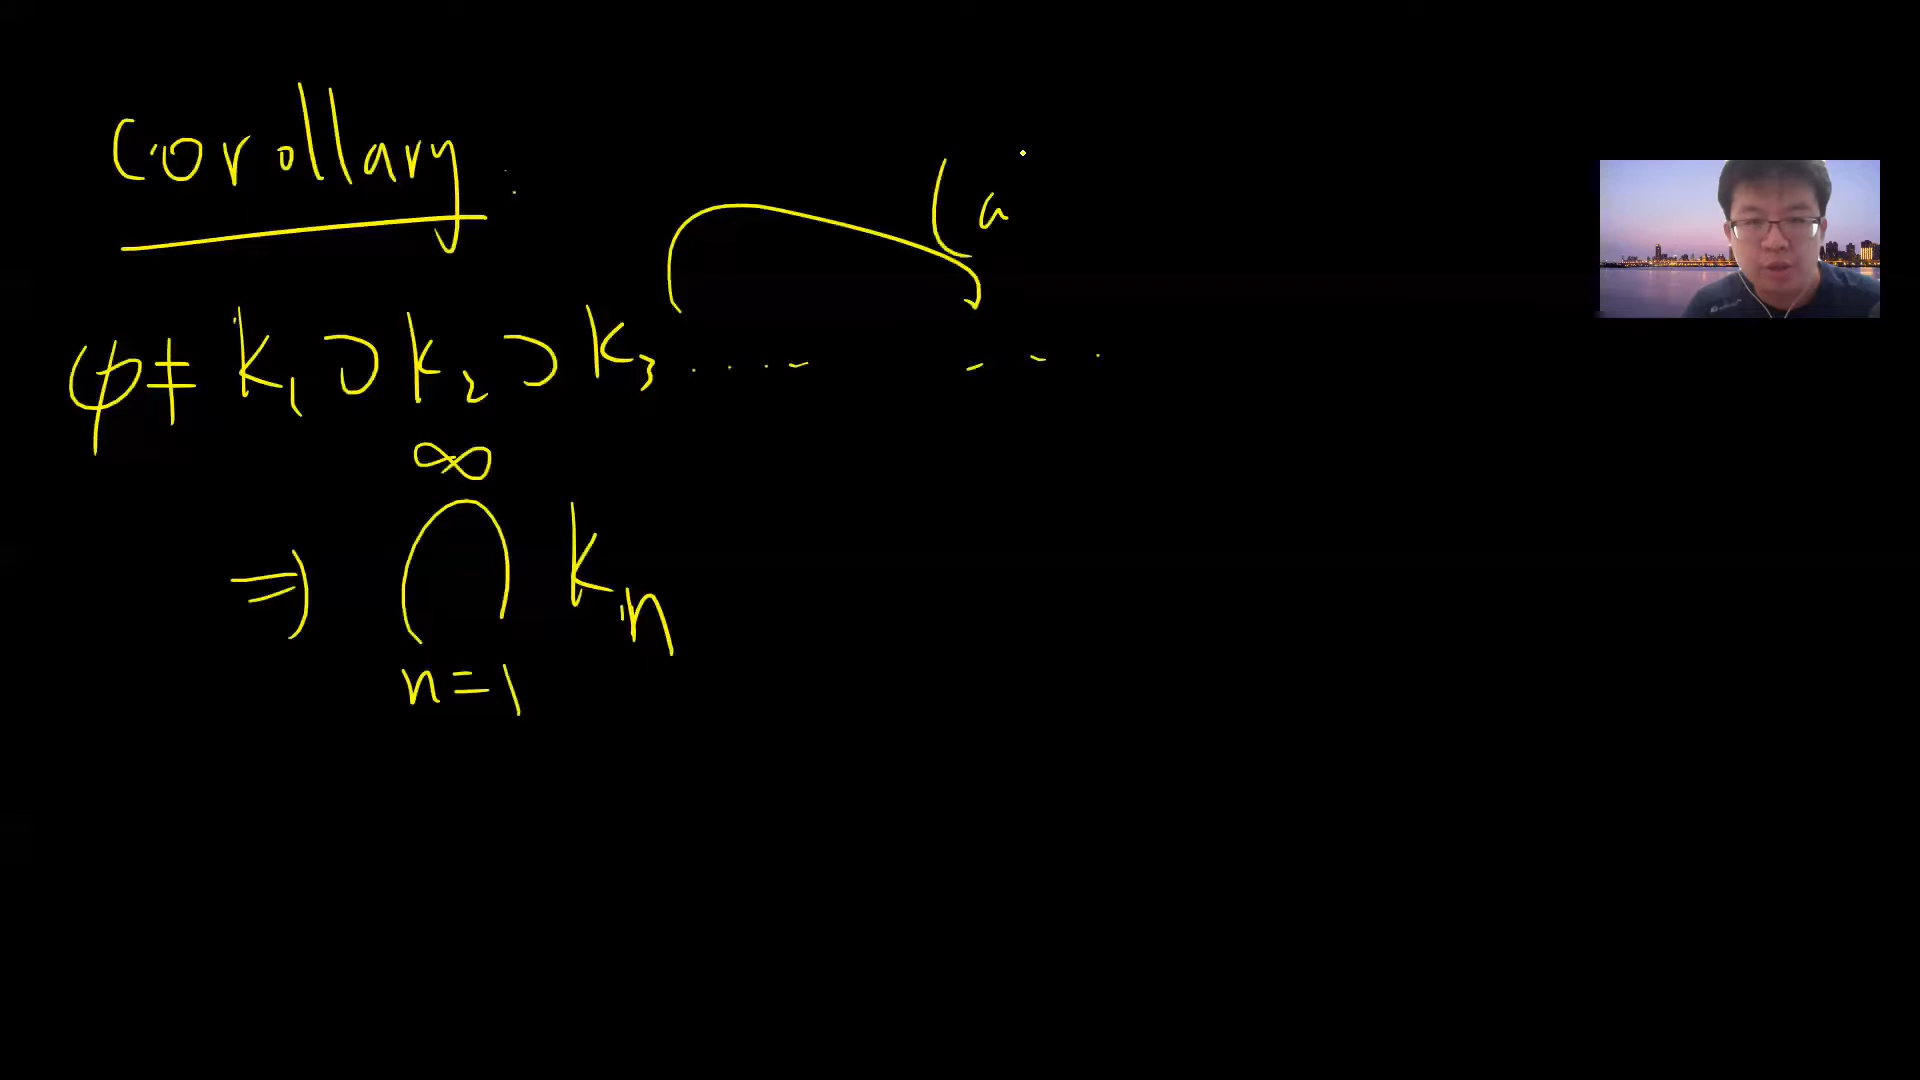 Corollary :
(a
φ ≠ K₁ ⊃ K₂ ⊃ K₃ .... - - - .
∞
⇒ ⋂ Kₙ
n=1